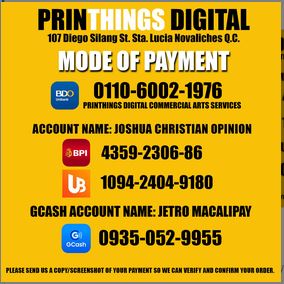 PRINTHINGS DIGITAL
107 Diego Silang St. Sta. Lucia Novaliches Q.C.
MODE OF PAYMENT
BDO Unibank 0110-6002-1976
PRINTHINGS DIGITAL COMMERCIAL ARTS SERVICES
ACCOUNT NAME: JOSHUA CHRISTIAN OPINION
BPI 4359-2306-86
UB 1094-2404-9180
GCASH ACCOUNT NAME: JETRO MACALIPAY
GCash 0935-052-9955
PLEASE SEND US A COPY/SCREENSHOT OF YOUR PAYMENT SO WE CAN VERIFY AND CONFIRM YOUR ORDER.